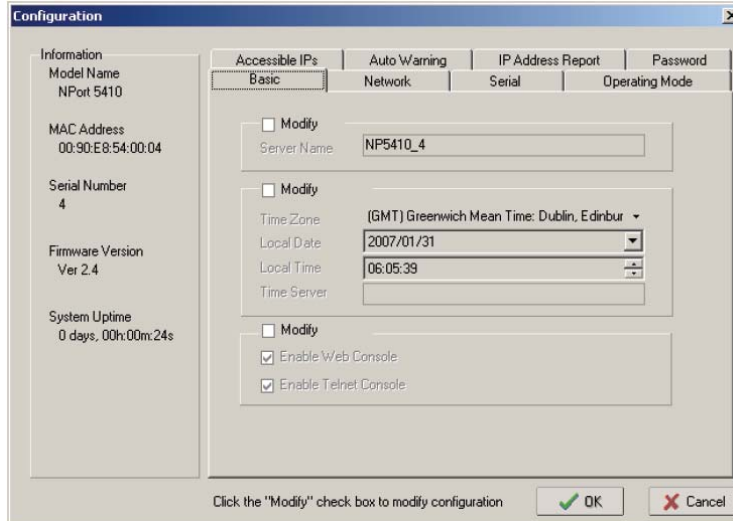 Configuration
Information
Model Name
NPort 5410
MAC Address
00:90:E8:54:00:04
Serial Number
4
Firmware Version
Ver 2.4
System Uptime
0 days, 00h:00m:24s
Accessible IPs
Auto Warning
IP Address Report
Password
Basic
Network
Serial
Operating Mode
Modify
Server Name
NP5410_4
Modify
Time Zone
(GMT) Greenwich Mean Time: Dublin, Edinbur
Local Date
2007/01/31
Local Time
06:05:39
Time Server
Modify
Enable Web Console
Enable Telnet Console
Click the "Modify" check box to modify configuration
OK
Cancel